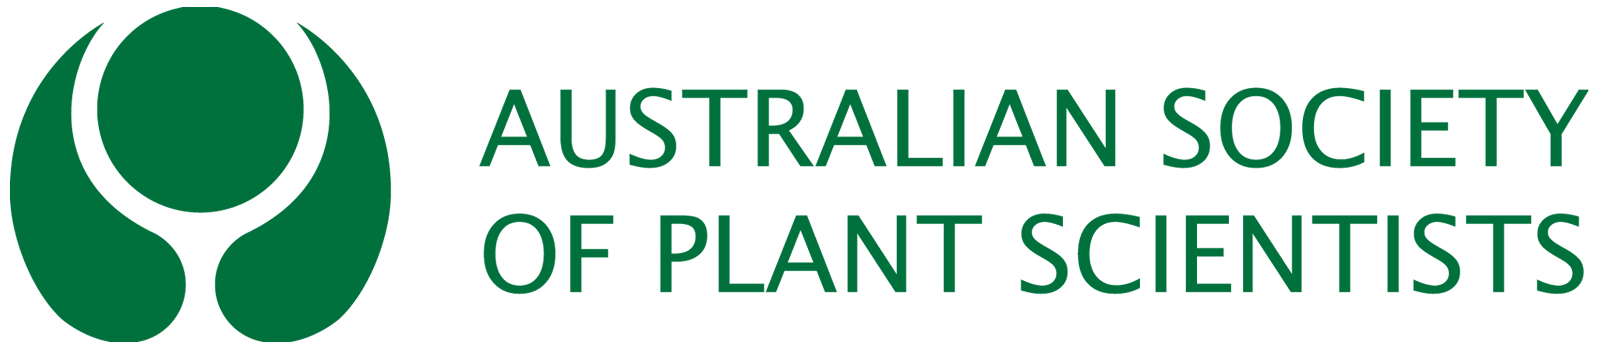 AUSTRALIAN SOCIETY
OF PLANT SCIENTISTS